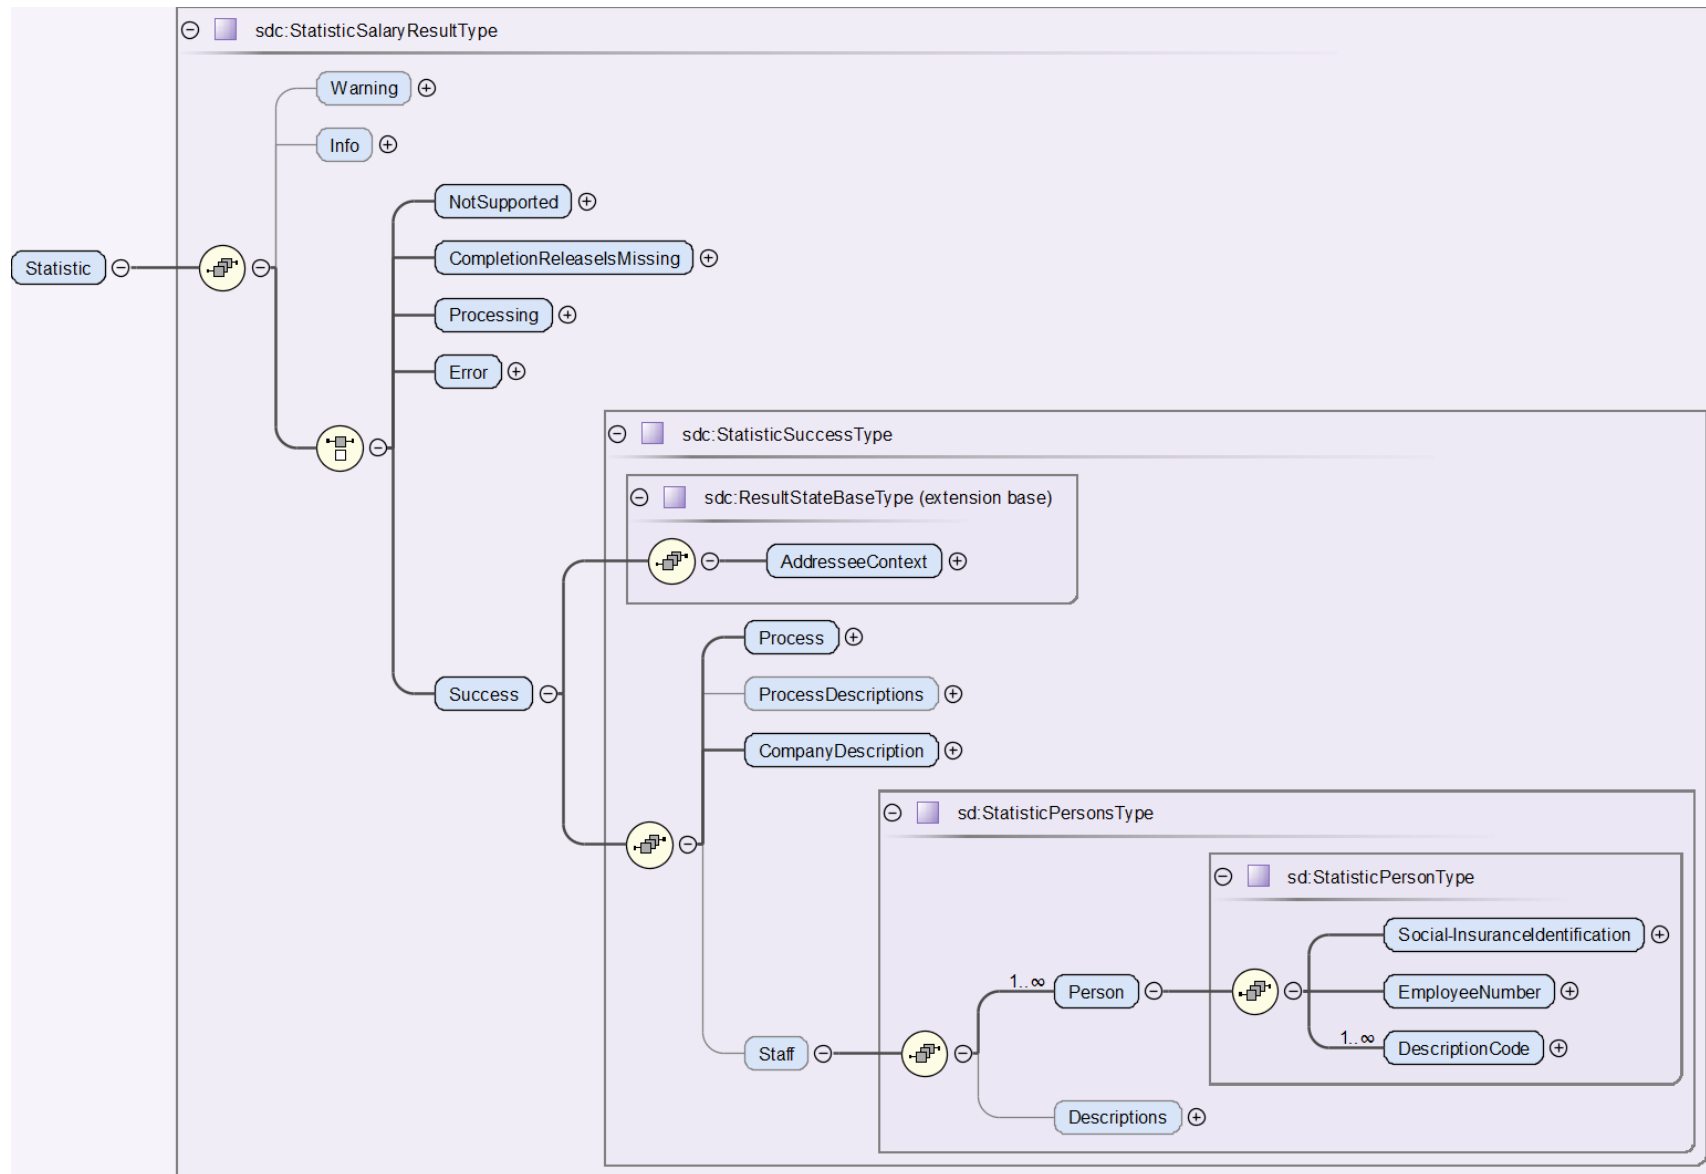 sdc:StatisticSalaryResultType
Warning
Info
NotSupported
CompletionReleaseIsMissing
Statistic
Processing
Error
sdc:StatisticSuccessType
sdc:ResultStateBaseType (extension base)
AddresseeContext
Process
Success
ProcessDescriptions
CompanyDescription
sd:StatisticPersonsType
sd:StatisticPersonType
Social-InsuranceIdentification
1..∞
Person
EmployeeNumber
1..∞
DescriptionCode
Staff
Descriptions